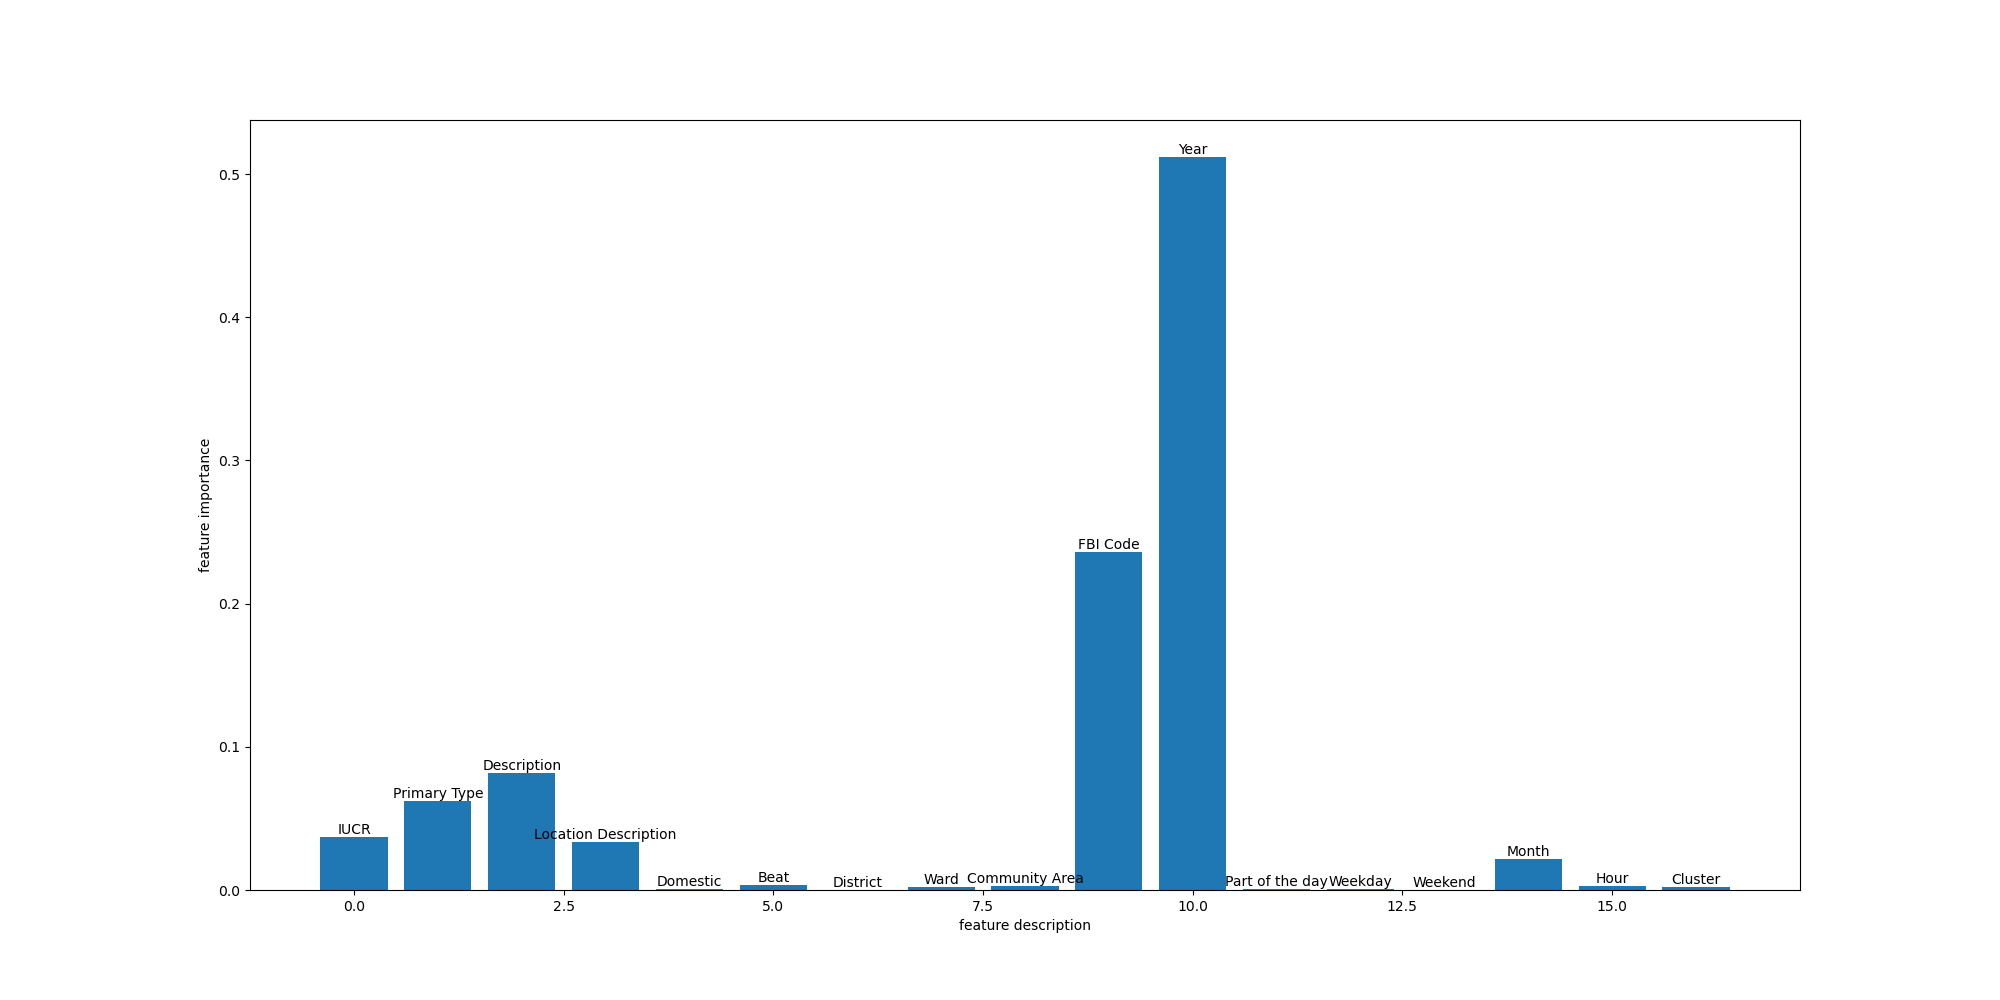 Year
0.5
0.4
0.3
0.2
0.1
0.0
feature importance
FBI Code
Description
Primary Type
IUCR
Location Description
Domestic
Beat
District
Ward
Community Area
Part of the day
Weekday
Weekend
Month
Hour
Cluster
0.0 2.5 5.0 7.5 10.0 12.5 15.0
feature description